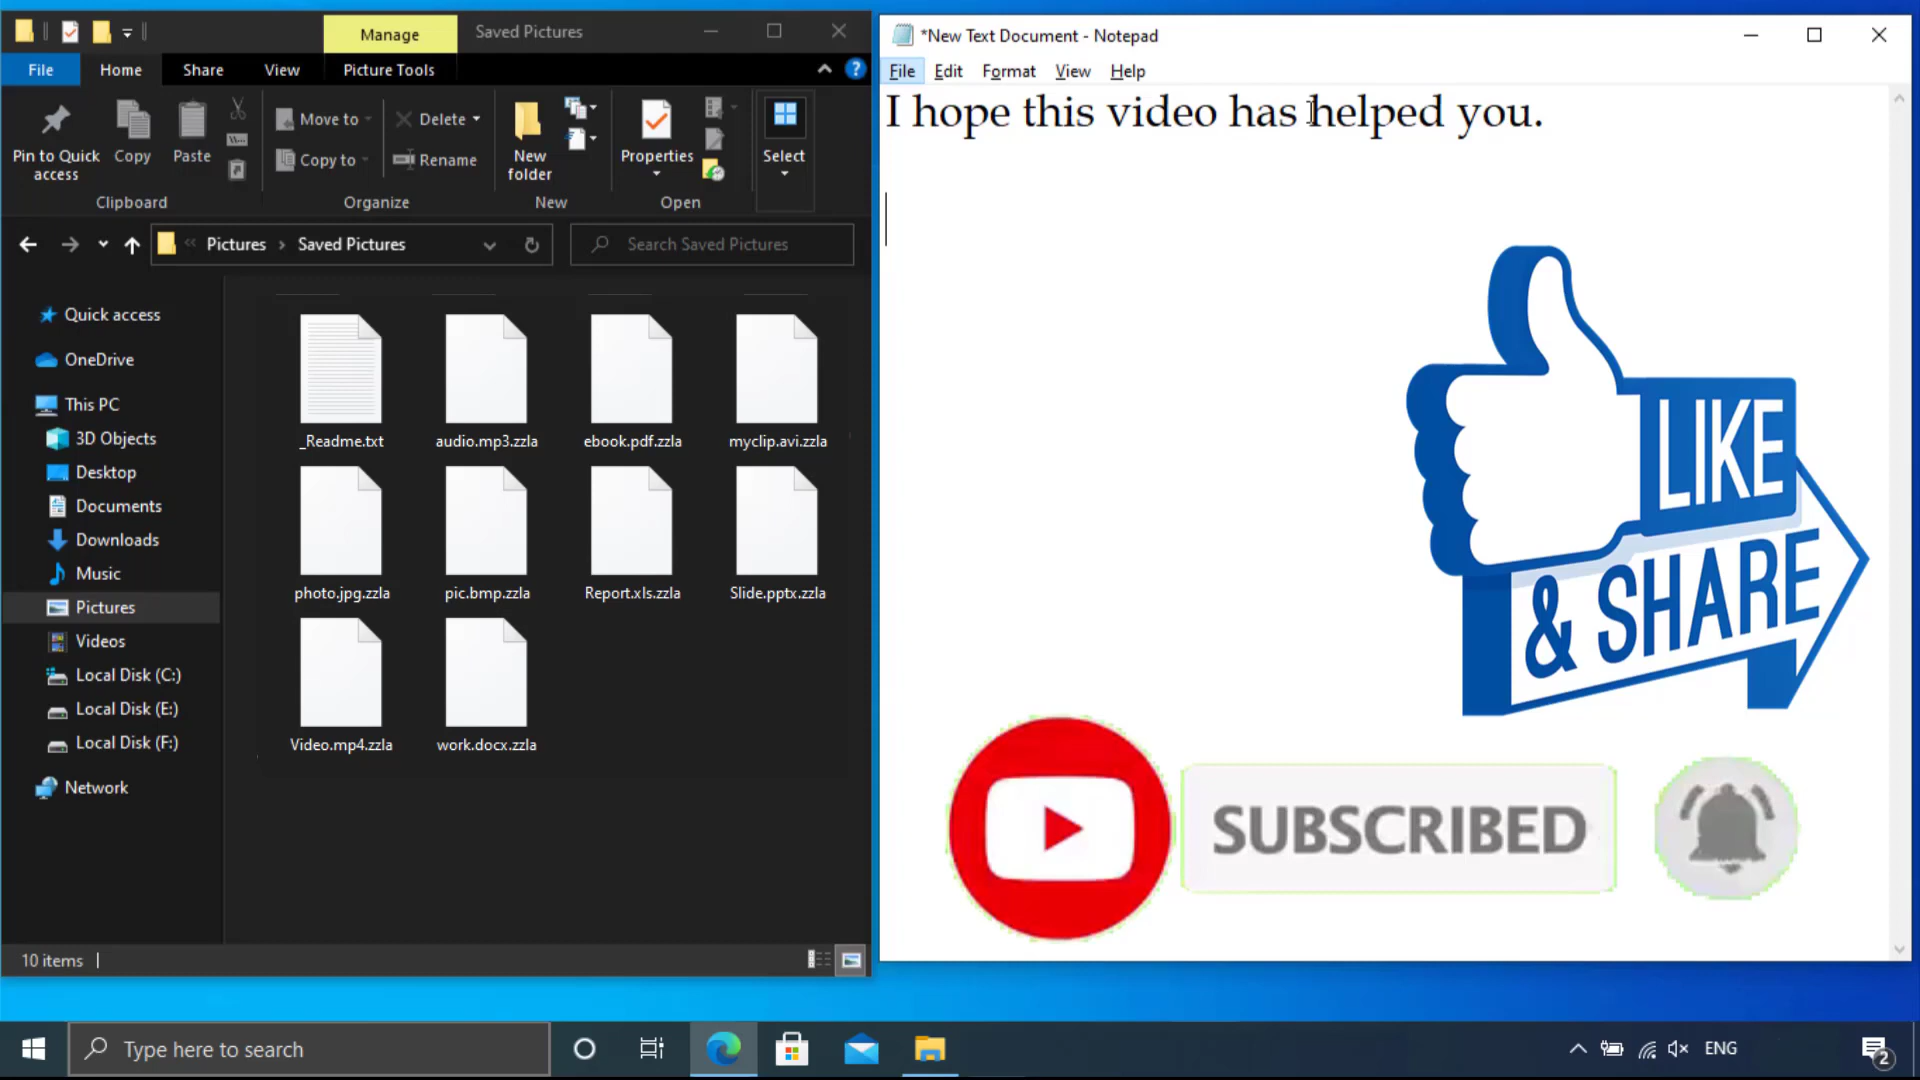 Manage
Saved Pictures
File
Home
Share
View
Picture Tools
?
Pin to Quick
access
Copy
Paste
Move to
Copy to
Delete
Rename
New
folder
Properties
Select
Clipboard
Organize
New
Open
Pictures
Saved Pictures
Search Saved Pictures
Quick access
OneDrive
This PC
3D Objects
Desktop
Documents
Downloads
Music
Pictures
Videos
Local Disk (C:)
Local Disk (E:)
Local Disk (F:)
Network
_Readme.txt
audio.mp3.zzla
ebook.pdf.zzla
myclip.avi.zzla
photo.jpg.zzla
pic.bmp.zzla
Report.xls.zzla
Slide.pptx.zzla
Video.mp4.zzla
work.docx.zzla
10 items
*New Text Document - Notepad
File
Edit
Format
View
Help
I hope this video has helped you.
LIKE
& SHARE
SUBSCRIBED
Type here to search
ENG
2